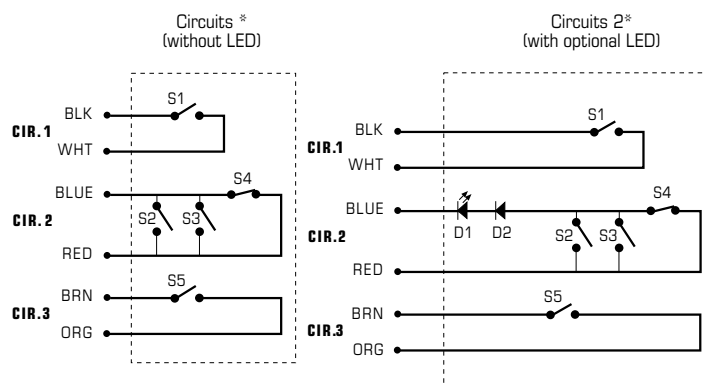 Circuits *
(without LED)
BLK
S1
CIR.1
WHT
BLUE
S4
CIR. 2
S2
S3
RED
BRN
S5
CIR.3
ORG
Circuits 2*
(with optional LED)
BLK
S1
CIR.1
WHT
BLUE
S4
D1
D2
S2
S3
CIR.2
RED
BRN
S5
CIR.3
ORG